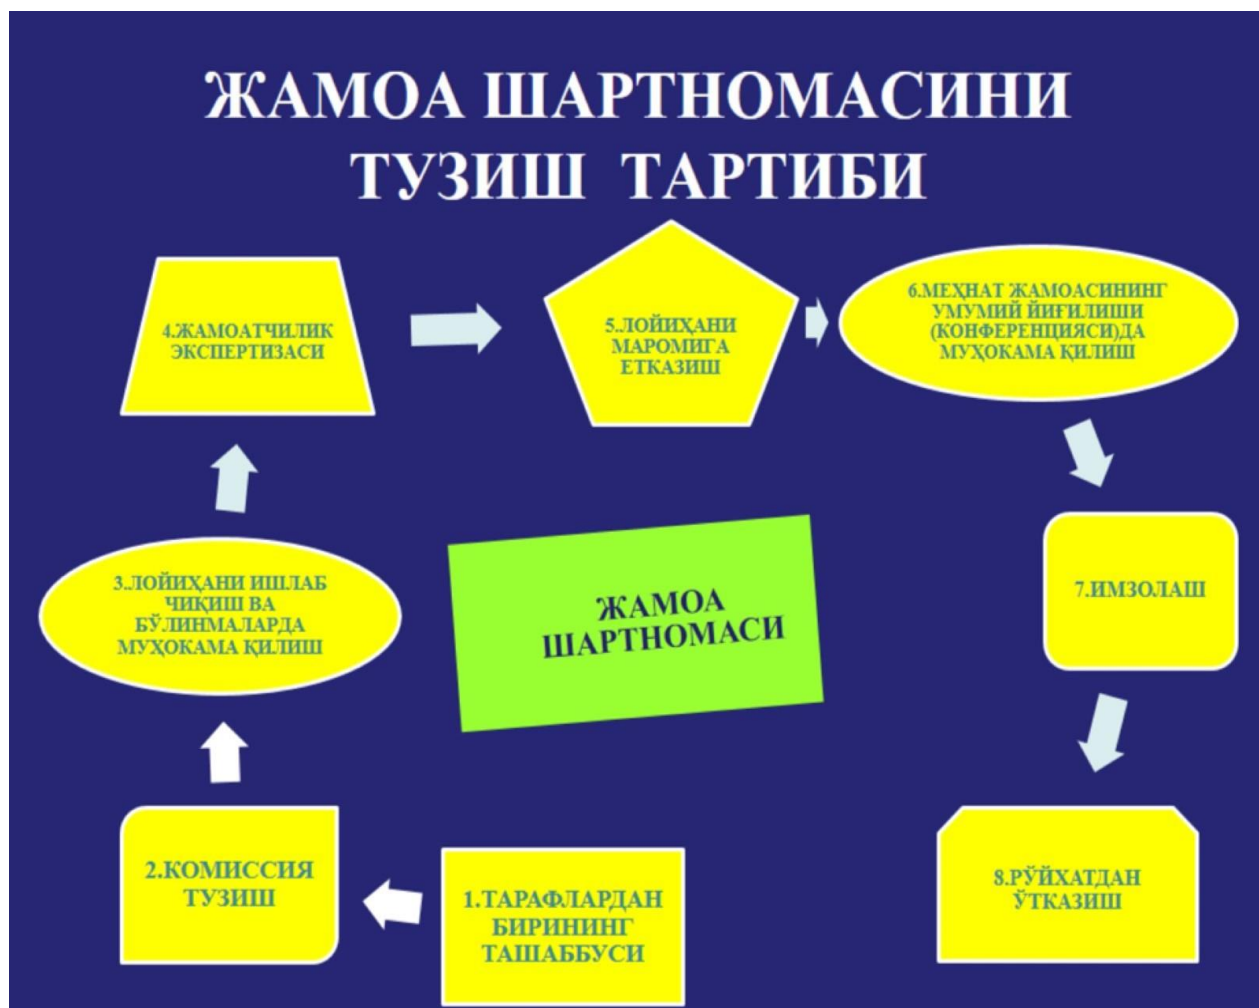 ЖАМОА ШАРТНОМАСИНИ
ТУЗИШ ТАРТИБИ
4.ЖАМОАТЧИЛИК
ЭКСПЕРТИЗАСИ
5.ЛОЙИҲАНИ
МАРОМИГА
ЕТКАЗИШ
6.МЕҲНАТ ЖАМОАСИНИНГ
УМУМИЙ ЙИҒИЛИШИ
(КОНФЕРЕНЦИЯСИ)ДА
МУҲОКАМА ҚИЛИШ
3.ЛОЙИҲАНИ ИШЛАБ
ЧИҚИШ ВА
БЎЛИНМАЛАРДА
МУҲОКАМА ҚИЛИШ
ЖАМОА
ШАРТНОМАСИ
7.ИМЗОЛАШ
2.КОМИССИЯ
ТУЗИШ
1.ТАРАФЛАРДАН
БИРИНИНГ
ТАШАББУСИ
8.РЎЙХАТДАН
ЎТКАЗИШ